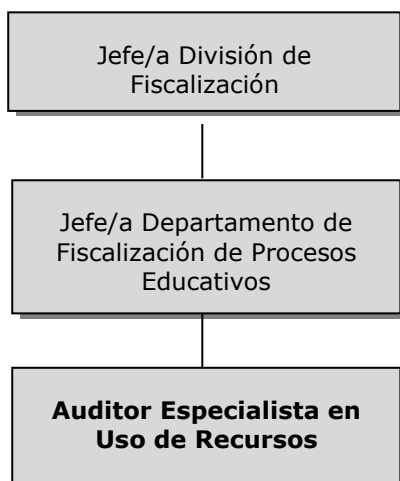 Jefe/a División de
Fiscalización
Jefe/a Departamento de
Fiscalización de Procesos
Educativos
Auditor Especialista en
Uso de Recursos